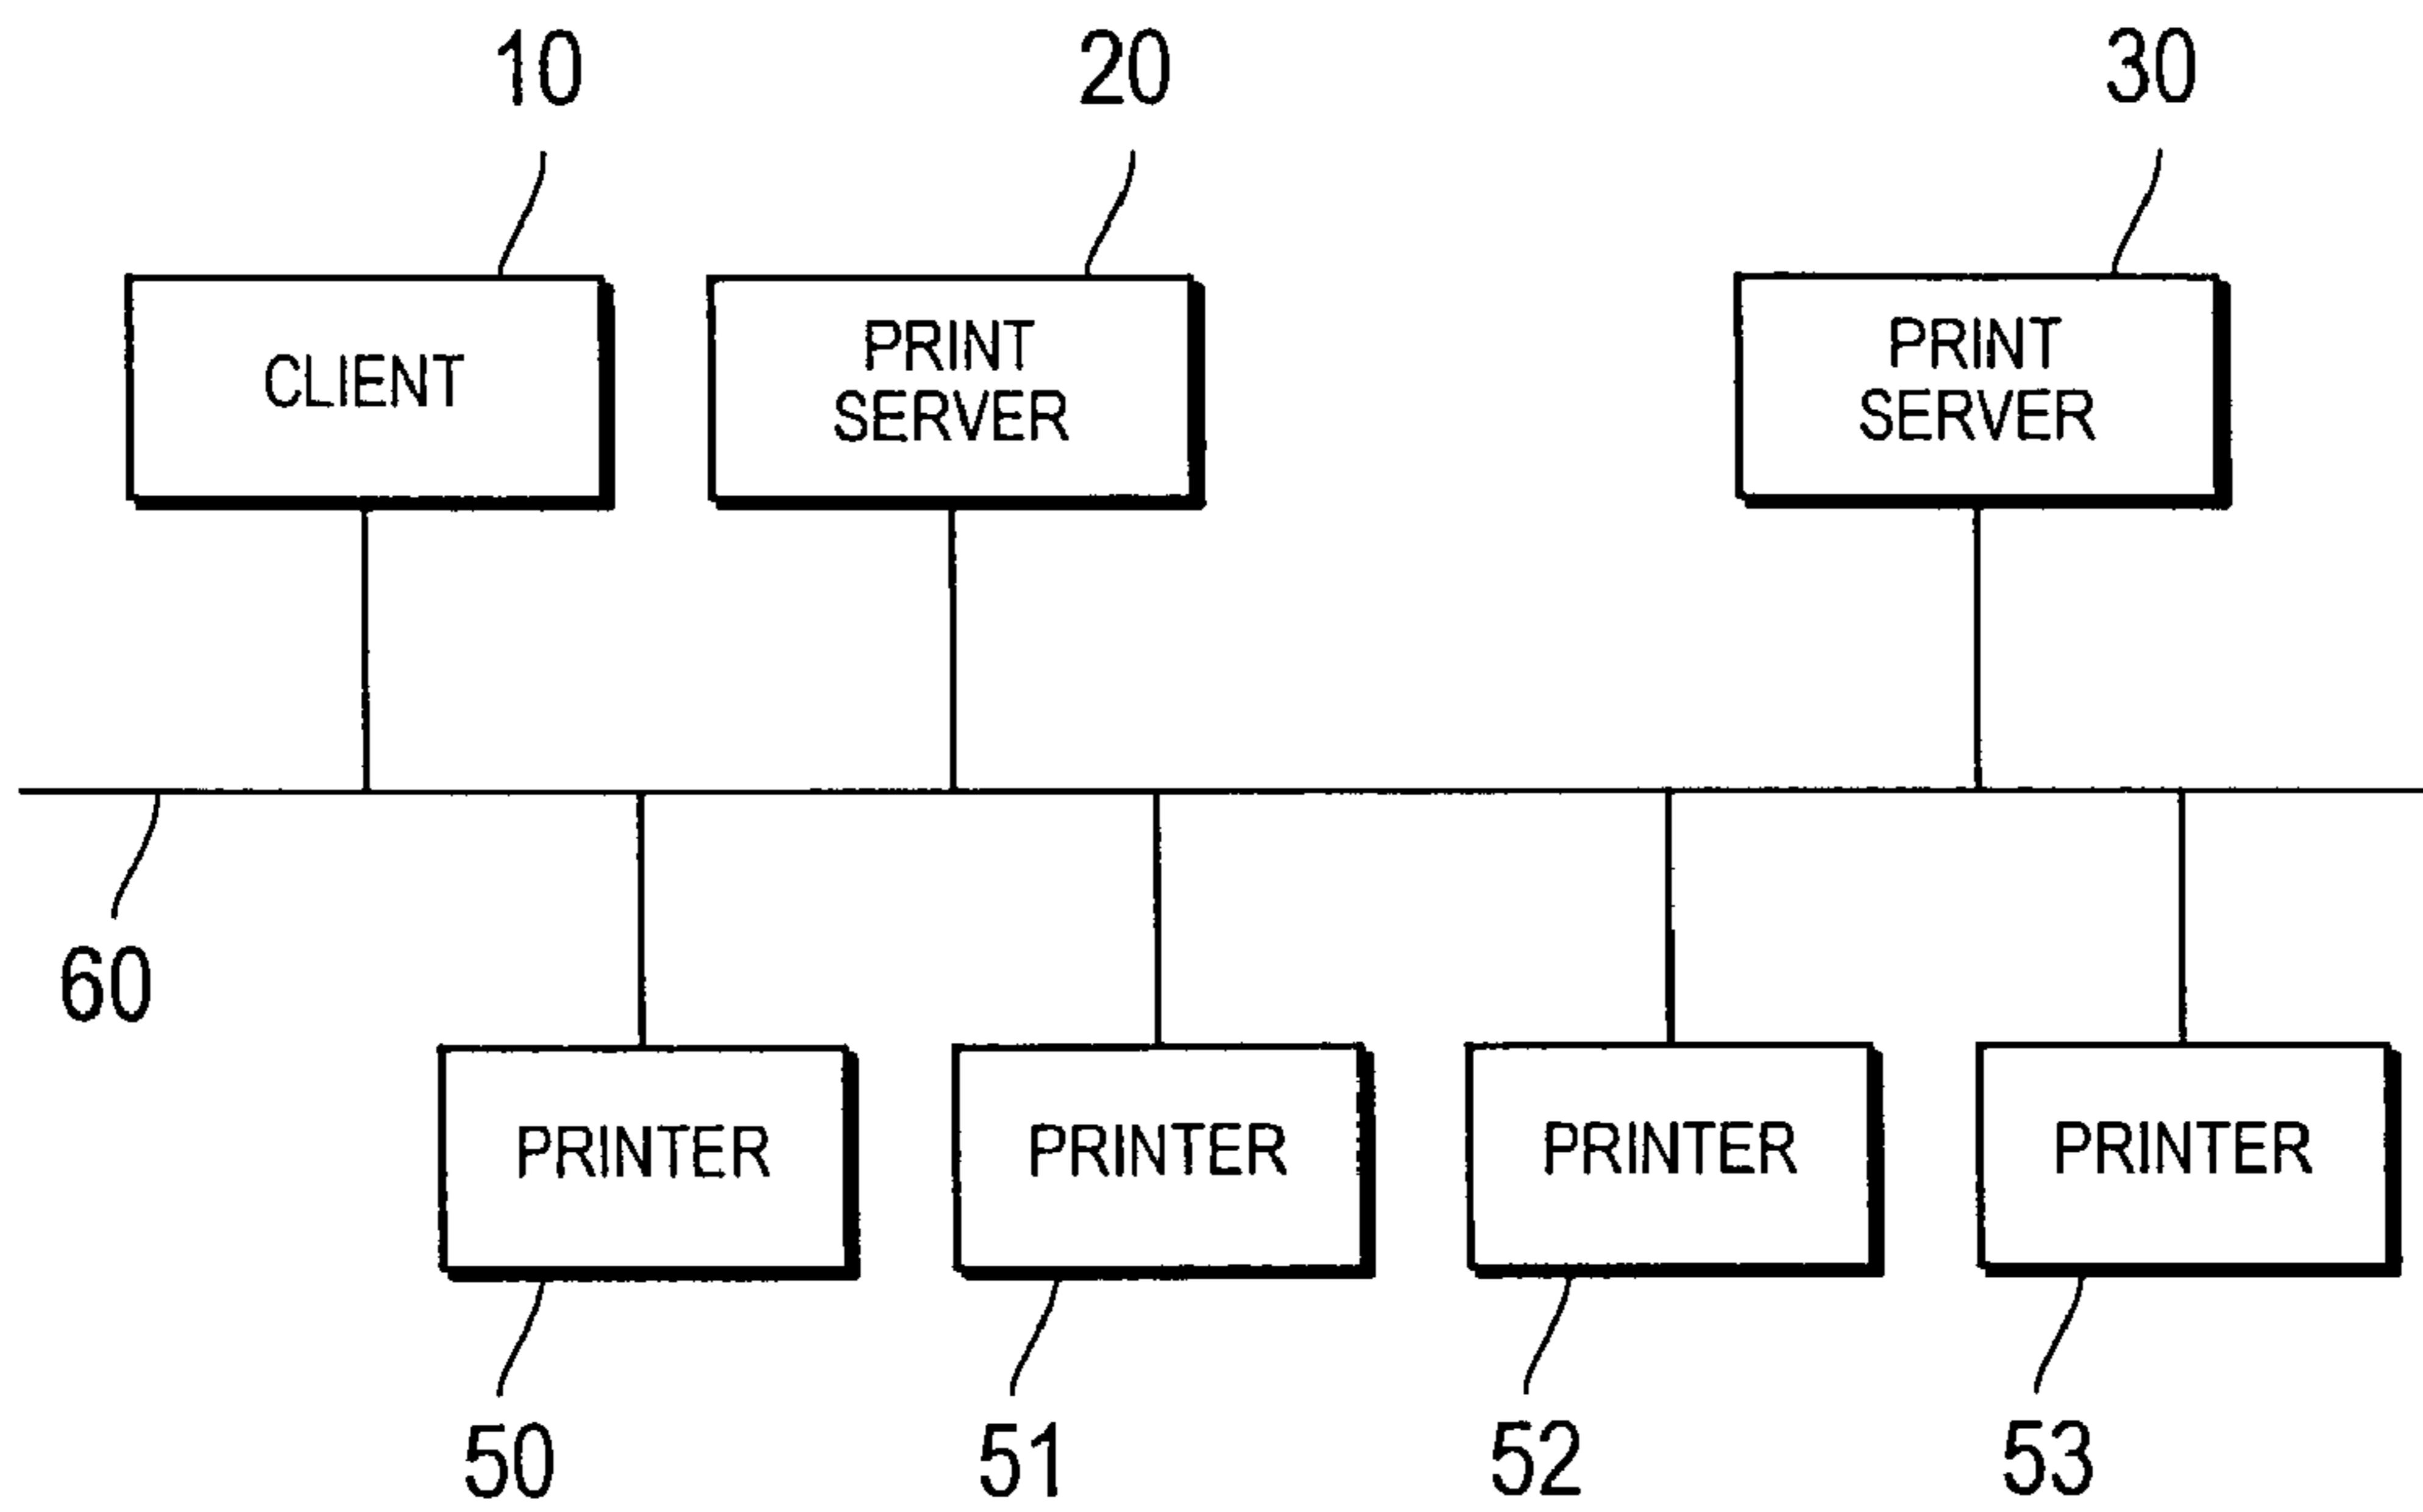 10 20 30
CLIENT
PRINT
SERVER
PRINT
SERVER
60
PRINTER PRINTER PRINTER PRINTER
50 51 52 53